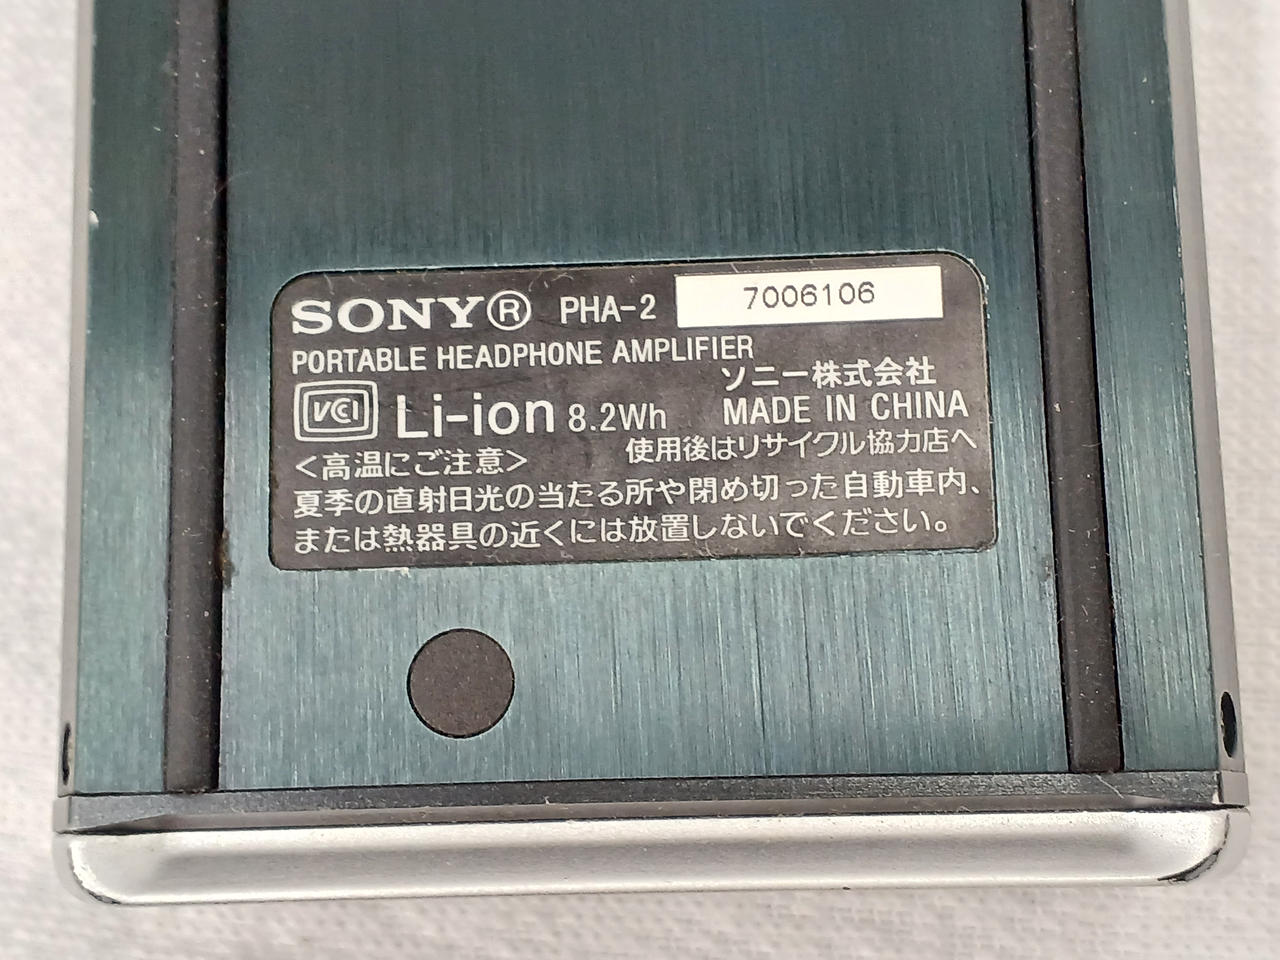 SONY® PHA-2 7006106
PORTABLE HEADPHONE AMPLIFIER
ソニー株式会社
VCCI Li-ion 8.2Wh MADE IN CHINA
使用後はリサイクル協力店へ
<高温にご注意>
夏季の直射日光の当たる所や閉め切った自動車内、
または熱器具の近くには放置しないでください。